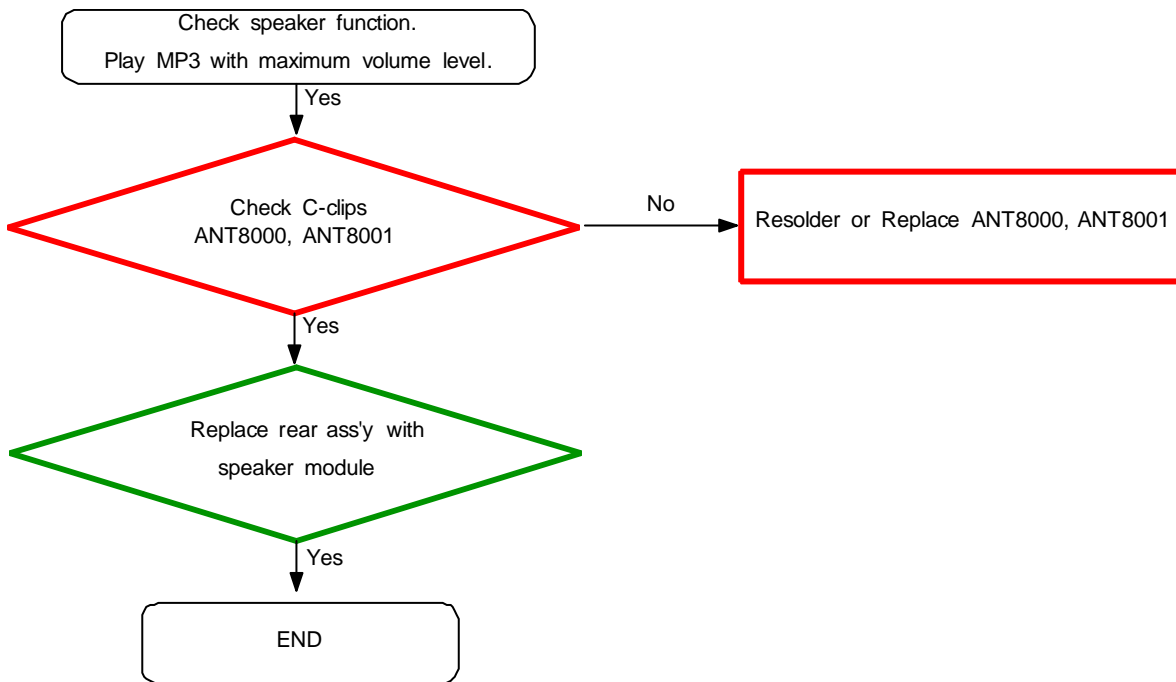 Check speaker function.
Play MP3 with maximum volume level.
Yes
Check C-clips
ANT8000, ANT8001
No
Resolder or Replace ANT8000, ANT8001
Yes
Replace rear ass'y with
speaker module
Yes
END